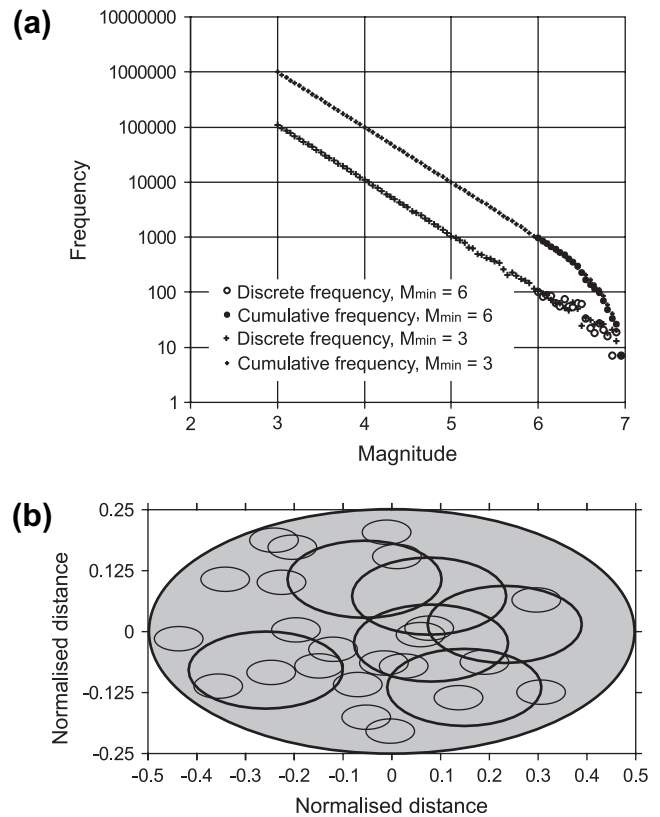 (a)
10000000
1000000
100000
10000
1000
100
10
1
Frequency
Discrete frequency, Mmin = 6
Cumulative frequency, Mmin = 6
Discrete frequency, Mmin = 3
Cumulative frequency, Mmin = 3
2 3 4 5 6 7
Magnitude
(b)
0.25
0.125
0
-0.125
-0.25
Normalised distance
-0.5 -0.4 -0.3 -0.2 -0.1 0 0.1 0.2 0.3 0.4 0.5
Normalised distance